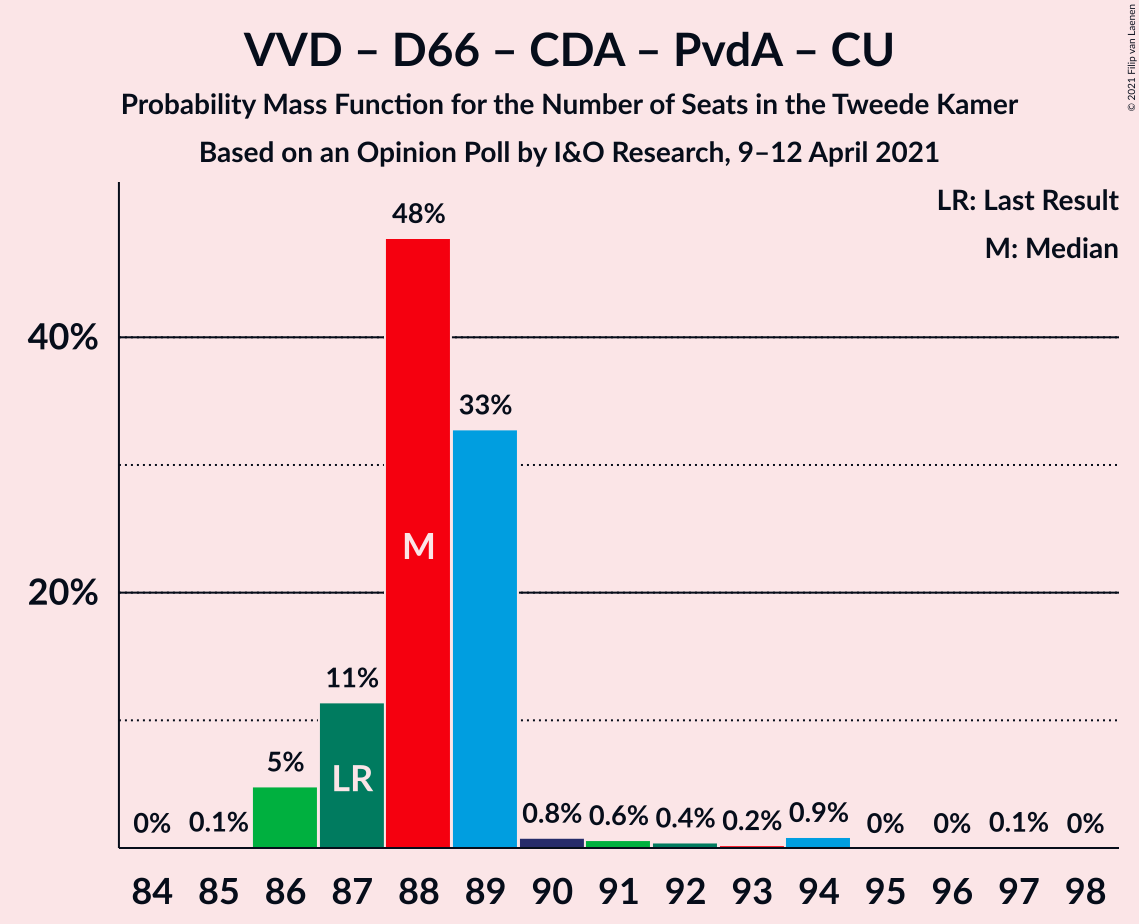 VVD – D66 – CDA – PvdA – CU
Probability Mass Function for the Number of Seats in the Tweede Kamer
Based on an Opinion Poll by I&O Research, 9–12 April 2021
© 2021 Filip van Laenen
LR: Last Result
M: Median
48%
40%
33%
M
20%
11%
LR
5%
0% 0.1% 0.8% 0.6% 0.4% 0.2% 0.9% 0% 0% 0.1% 0%
84 85 86 87 88 89 90 91 92 93 94 95 96 97 98